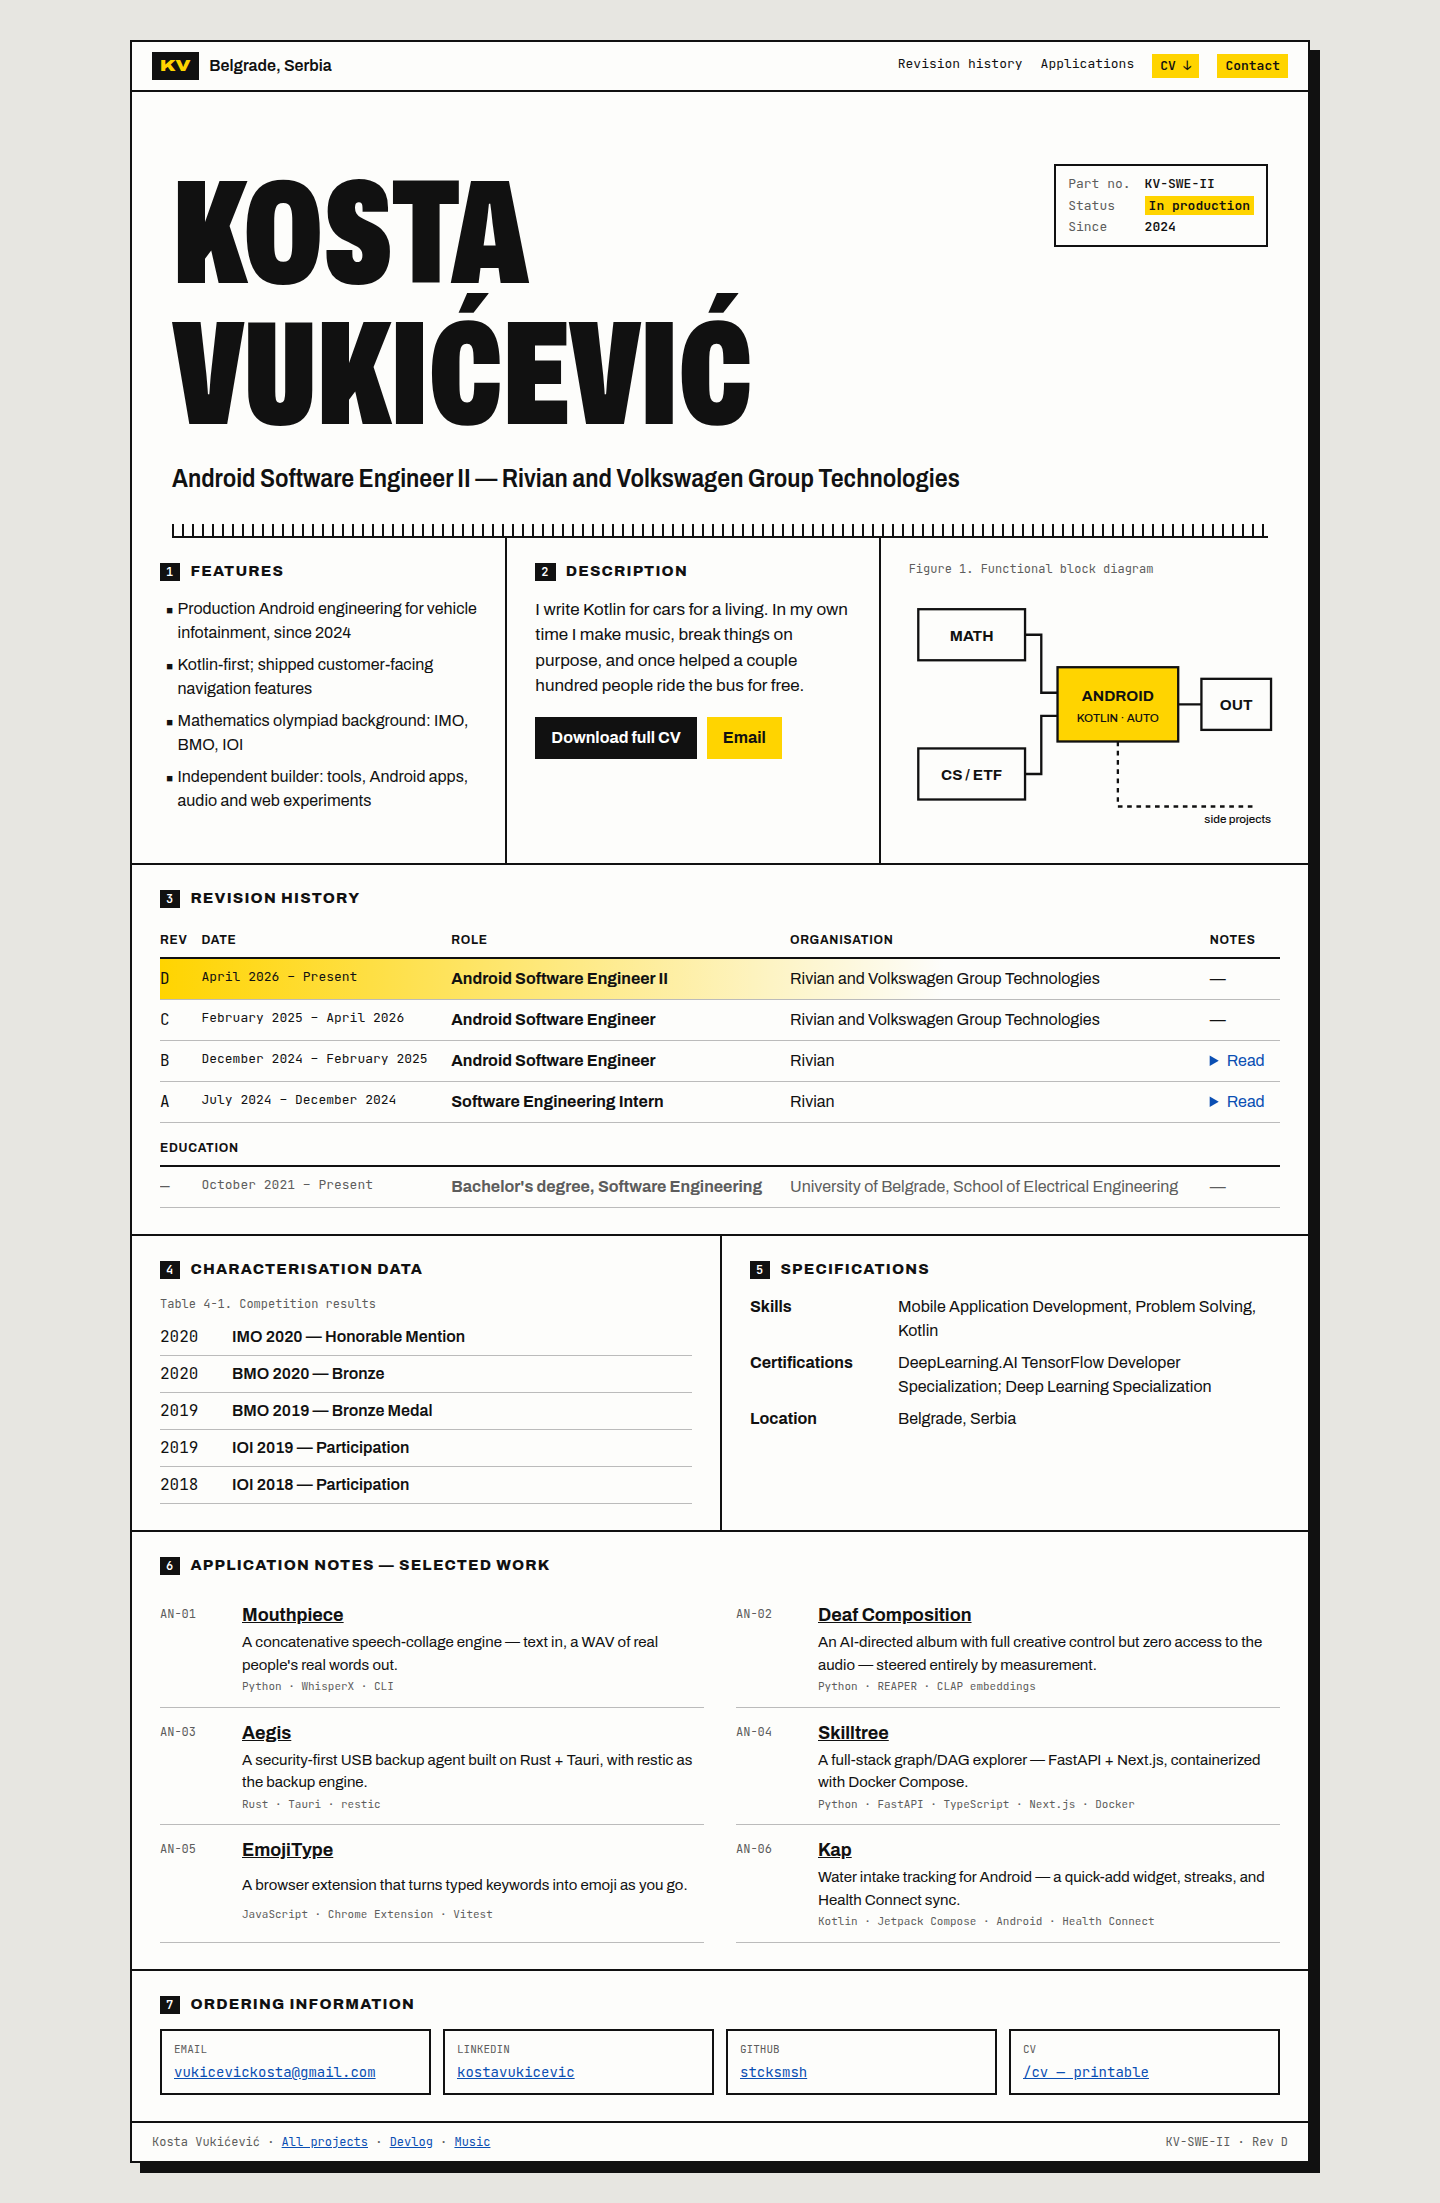 KV Belgrade, Serbia
Revision history Applications CV ↓ Contact
KOSTA
VUKIĆEVIĆ
Part no. KV-SWE-II
Status In production
Since 2024
Android Software Engineer II — Rivian and Volkswagen Group Technologies
1 FEATURES
Production Android engineering for vehicle
infotainment, since 2024
Kotlin-first; shipped customer-facing
navigation features
Mathematics olympiad background: IMO,
BMO, IOI
Independent builder: tools, Android apps,
audio and web experiments
2 DESCRIPTION
I write Kotlin for cars for a living. In my own
time I make music, break things on
purpose, and once helped a couple
hundred people ride the bus for free.
Download full CV Email
Figure 1. Functional block diagram
MATH
ANDROID
KOTLIN · AUTO
OUT
CS / ETF
side projects
3 REVISION HISTORY
REV DATE ROLE ORGANISATION NOTES
D April 2026 – Present Android Software Engineer II Rivian and Volkswagen Group Technologies —
C February 2025 – April 2026 Android Software Engineer Rivian and Volkswagen Group Technologies —
B December 2024 – February 2025 Android Software Engineer Rivian ▶ Read
A July 2024 – December 2024 Software Engineering Intern Rivian ▶ Read
EDUCATION
— October 2021 – Present Bachelor's degree, Software Engineering University of Belgrade, School of Electrical Engineering —
4 CHARACTERISATION DATA
Table 4-1. Competition results
2020 IMO 2020 — Honorable Mention
2020 BMO 2020 — Bronze
2019 BMO 2019 — Bronze Medal
2019 IOI 2019 — Participation
2018 IOI 2018 — Participation
5 SPECIFICATIONS
Skills Mobile Application Development, Problem Solving,
Kotlin
Certifications DeepLearning.AI TensorFlow Developer
Specialization; Deep Learning Specialization
Location Belgrade, Serbia
6 APPLICATION NOTES — SELECTED WORK
AN-01 Mouthpiece
A concatenative speech-collage engine — text in, a WAV of real
people's real words out.
Python · WhisperX · CLI
AN-02 Deaf Composition
An AI-directed album with full creative control but zero access to the
audio — steered entirely by measurement.
Python · REAPER · CLAP embeddings
AN-03 Aegis
A security-first USB backup agent built on Rust + Tauri, with restic as
the backup engine.
Rust · Tauri · restic
AN-04 Skilltree
A full-stack graph/DAG explorer — FastAPI + Next.js, containerized
with Docker Compose.
Python · FastAPI · TypeScript · Next.js · Docker
AN-05 EmojiType
A browser extension that turns typed keywords into emoji as you go.
JavaScript · Chrome Extension · Vitest
AN-06 Kap
Water intake tracking for Android — a quick-add widget, streaks, and
Health Connect sync.
Kotlin · Jetpack Compose · Android · Health Connect
7 ORDERING INFORMATION
EMAIL
vukicevickosta@gmail.com
LINKEDIN
kostavukicevic
GITHUB
stcksmsh
CV
/cv — printable
Kosta Vukićević · All projects · Devlog · Music
KV-SWE-II · Rev D